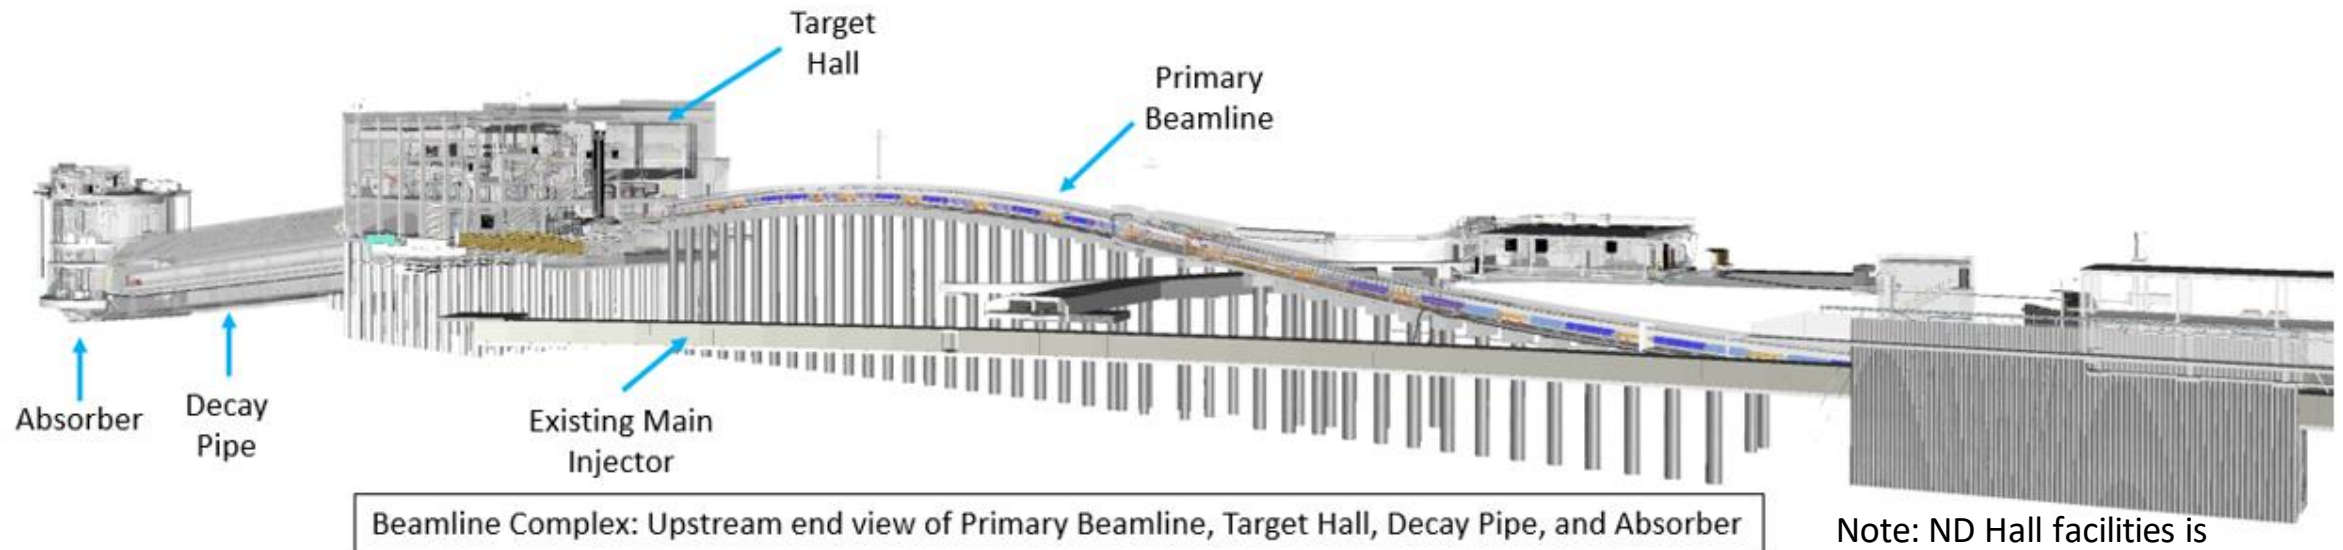 Target
Hall
Primary
Beamline
Absorber
Decay
Pipe
Existing Main
Injector
Beamline Complex: Upstream end view of Primary Beamline, Target Hall, Decay Pipe, and Absorber
Note: ND Hall facilities is